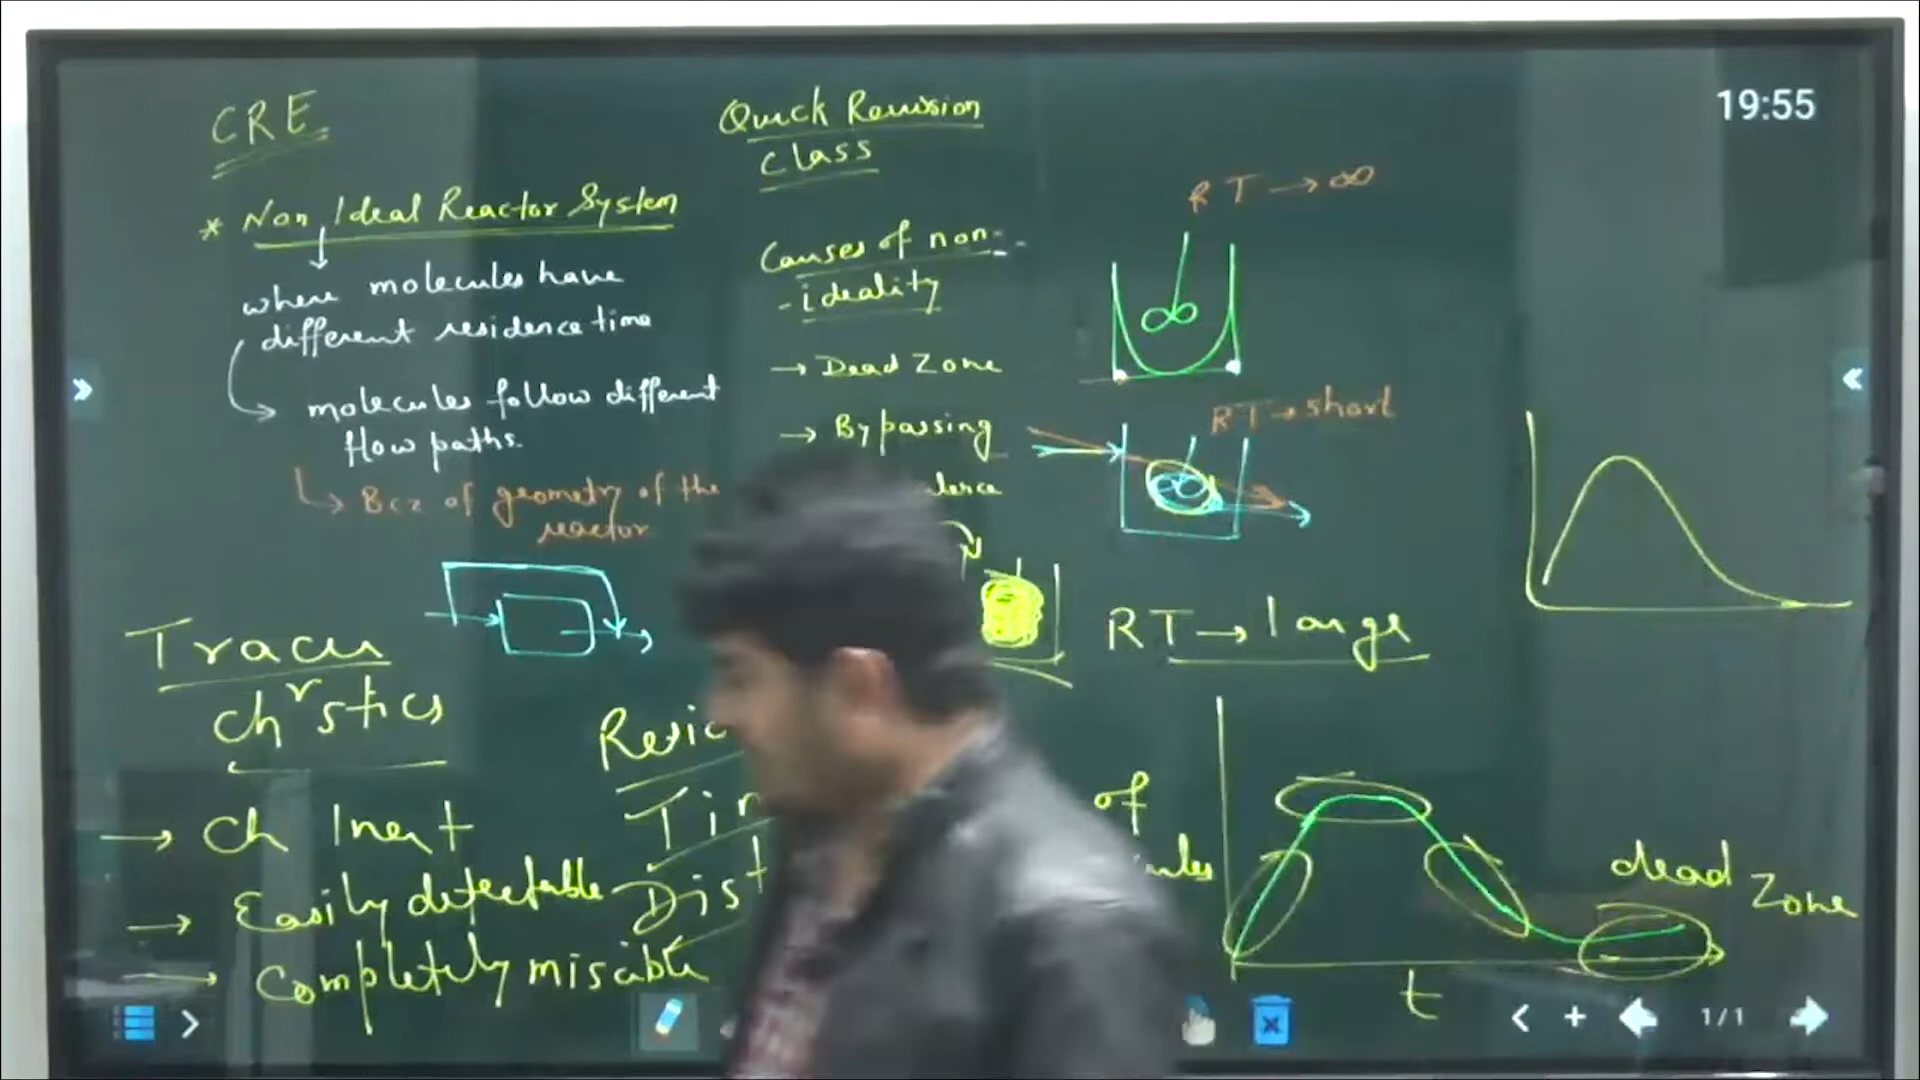 CRE
Quick Revision
class
19:55
* Non Ideal Reactor System
where molecules have
different residence time
molecules follow different
flow paths.
Bcz of geometry of the
reactor
Causes of non-
-ideality
→ Dead Zone
→ Bypassing
RT → ∞
RT → short
RT → large
Tracer
chrstics
→ Ch Inert
→ Easily detectable
→ Completely miscible
Dist
of
dead Zone
t
1/1